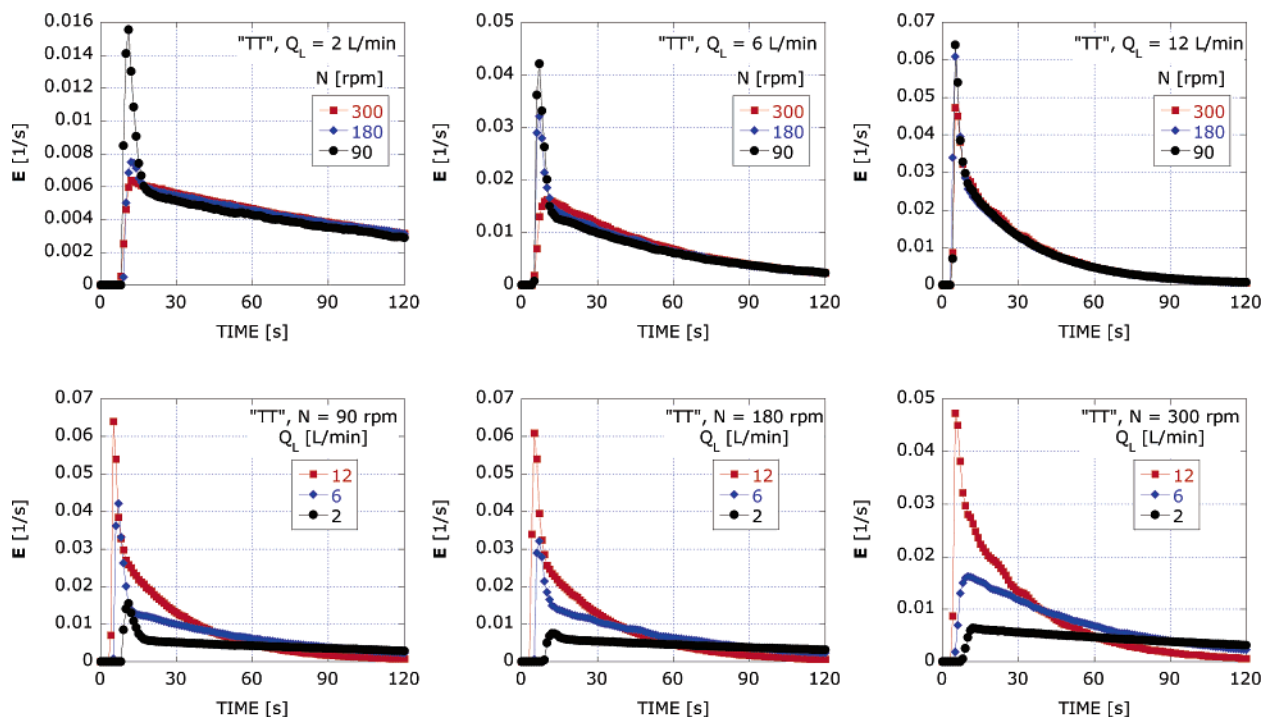 "TT", Q_L = 2 L/min
N [rpm]
300
180
90
E [1/s]
0.016
0.014
0.012
0.010
0.008
0.006
0.004
0.002
0
0 30 60 90 120
TIME [s]
"TT", Q_L = 6 L/min
N [rpm]
300
180
90
E [1/s]
0.05
0.04
0.03
0.02
0.01
0
0 30 60 90 120
TIME [s]
"TT", Q_L = 12 L/min
N [rpm]
300
180
90
E [1/s]
0.07
0.06
0.05
0.04
0.03
0.02
0.01
0
0 30 60 90 120
TIME [s]
"TT", N = 90 rpm
Q_L [L/min]
12
6
2
E [1/s]
0.07
0.06
0.05
0.04
0.03
0.02
0.01
0
0 30 60 90 120
TIME [s]
"TT", N = 180 rpm
Q_L [L/min]
12
6
2
E [1/s]
0.07
0.06
0.05
0.04
0.03
0.02
0.01
0
0 30 60 90 120
TIME [s]
"TT", N = 300 rpm
Q_L [L/min]
12
6
2
E [1/s]
0.05
0.04
0.03
0.02
0.01
0
0 30 60 90 120
TIME [s]